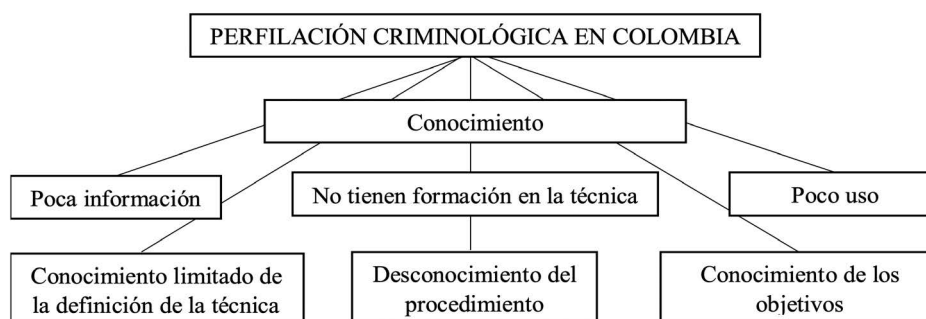 PERFILACIÓN CRIMINOLÓGICA EN COLOMBIA
Conocimiento
Poca información
No tienen formación en la técnica
Poco uso
Conocimiento limitado de
la definición de la técnica
Desconocimiento del
procedimiento
Conocimiento de los
objetivos